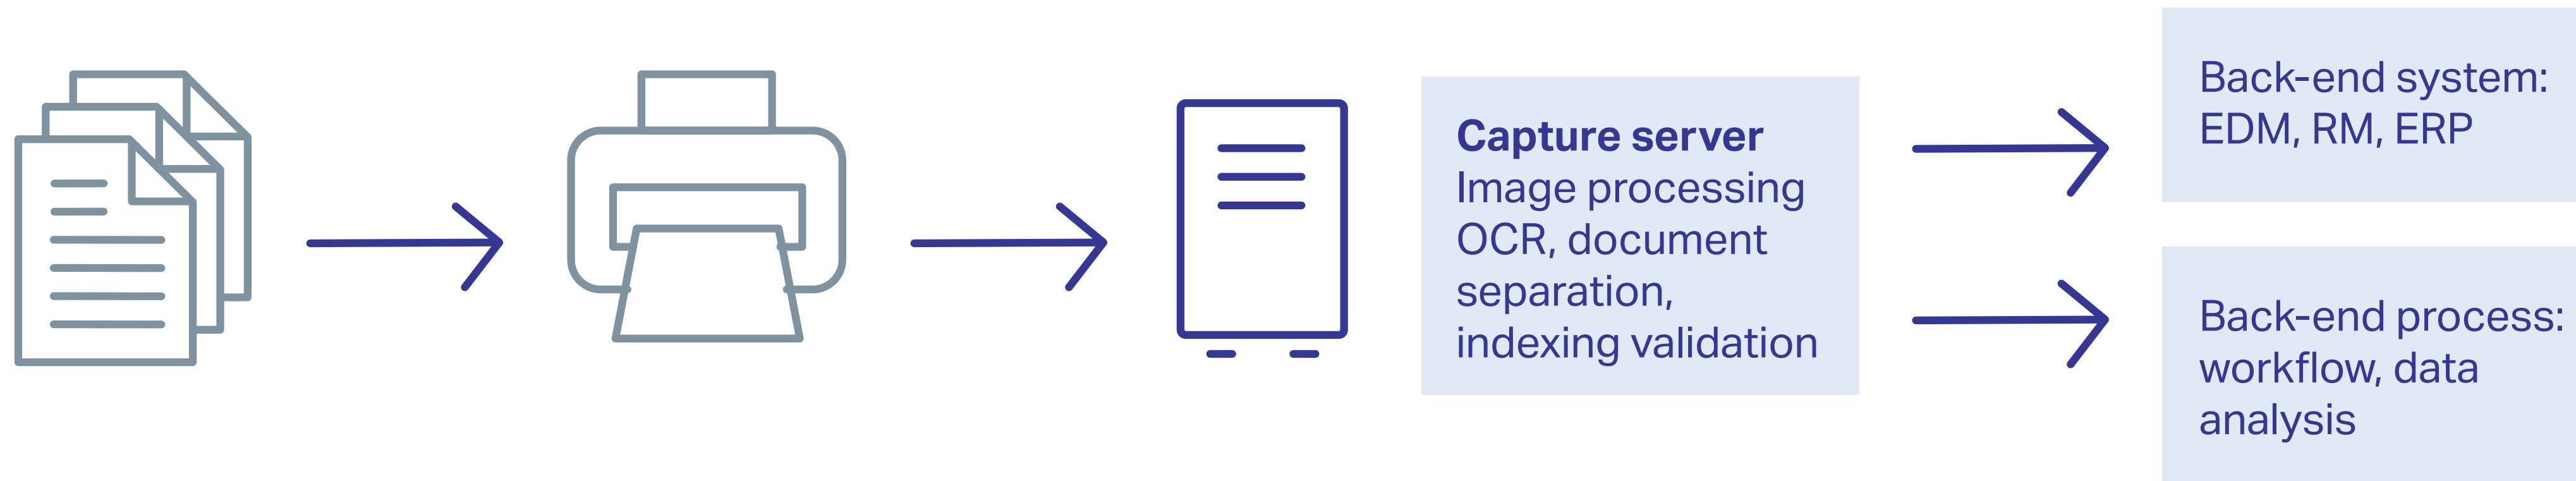 Capture server
Image processing
OCR, document
separation,
indexing validation
Back-end system:
EDM, RM, ERP
Back-end process:
workflow, data
analysis